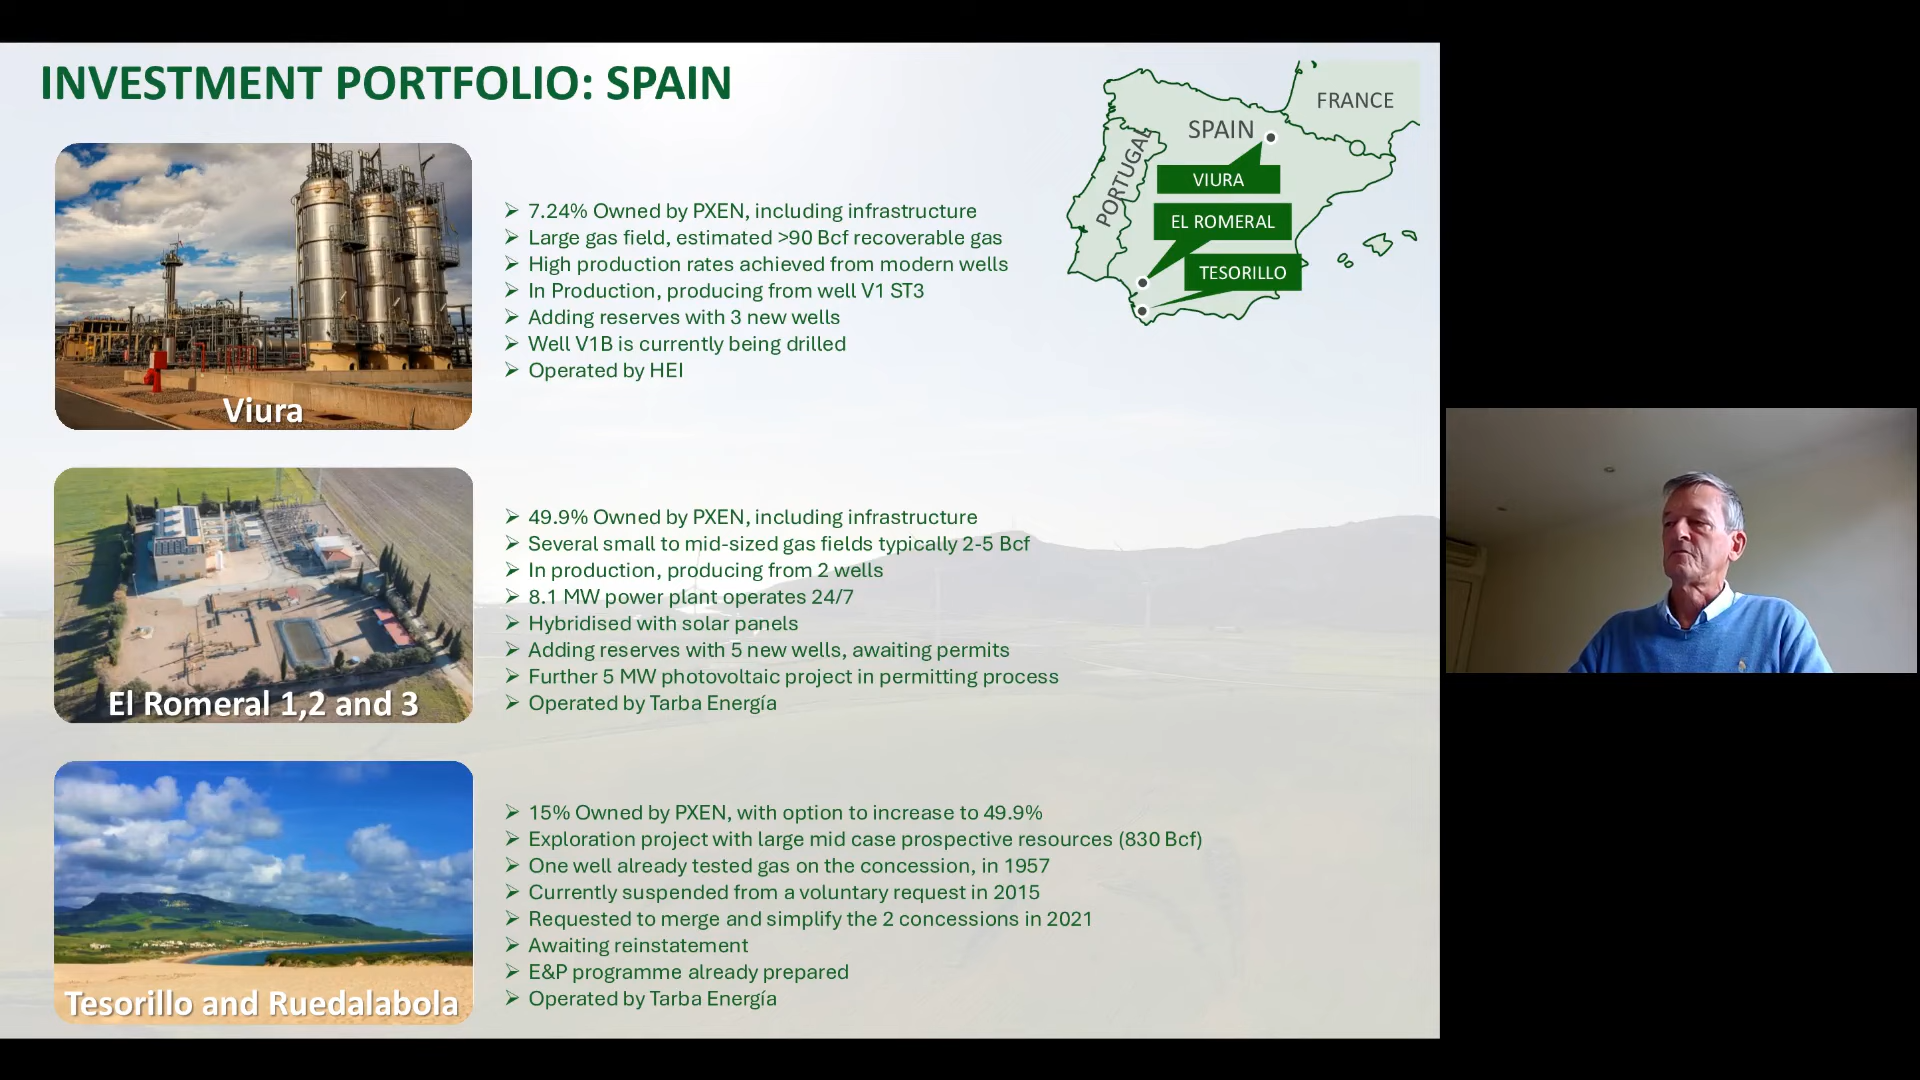 INVESTMENT PORTFOLIO: SPAIN
FRANCE
SPAIN
PORTUGAL
VIURA
EL ROMERAL
TESORILLO
Viura
➢ 7.24% Owned by PXEN, including infrastructure
➢ Large gas field, estimated >90 Bcf recoverable gas
➢ High production rates achieved from modern wells
➢ In Production, producing from well V1 ST3
➢ Adding reserves with 3 new wells
➢ Well V1B is currently being drilled
➢ Operated by HEI
El Romeral 1,2 and 3
➢ 49.9% Owned by PXEN, including infrastructure
➢ Several small to mid-sized gas fields typically 2-5 Bcf
➢ In production, producing from 2 wells
➢ 8.1 MW power plant operates 24/7
➢ Hybridised with solar panels
➢ Adding reserves with 5 new wells, awaiting permits
➢ Further 5 MW photovoltaic project in permitting process
➢ Operated by Tarba Energía
Tesorillo and Ruedalabola
➢ 15% Owned by PXEN, with option to increase to 49.9%
➢ Exploration project with large mid case prospective resources (830 Bcf)
➢ One well already tested gas on the concession, in 1957
➢ Currently suspended from a voluntary request in 2015
➢ Requested to merge and simplify the 2 concessions in 2021
➢ Awaiting reinstatement
➢ E&P programme already prepared
➢ Operated by Tarba Energía